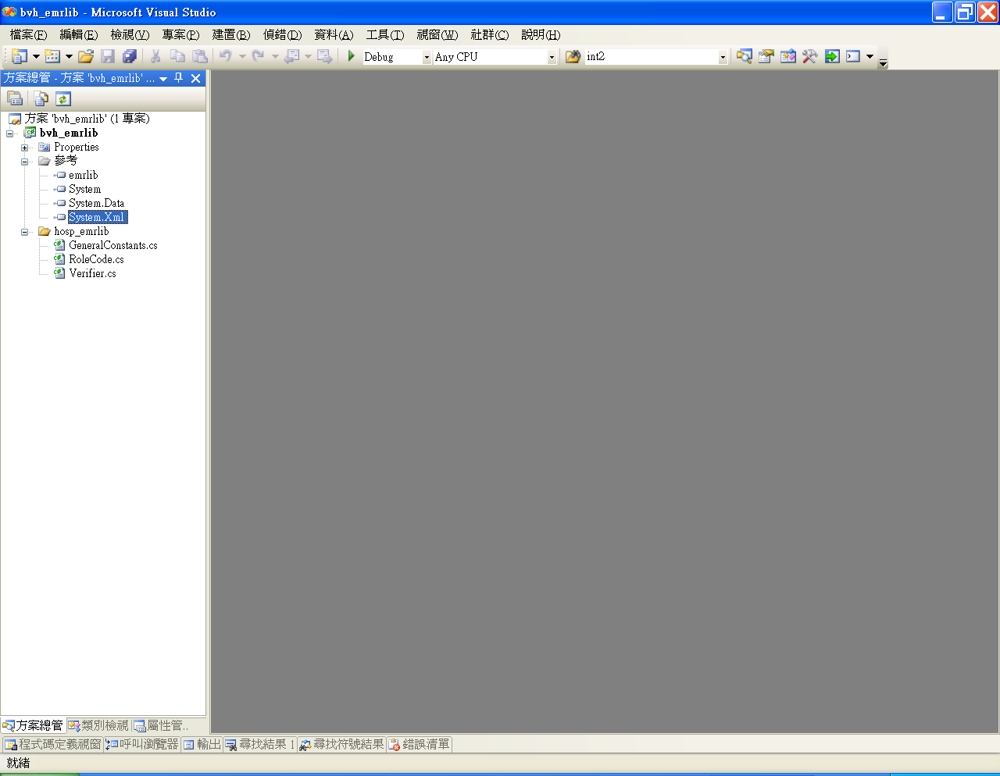 bvh_emrlib - Microsoft Visual Studio
檔案(F) 編輯(E) 檢視(V) 專案(P) 建置(B) 偵錯(D) 資料(A) 工具(T) 視窗(W) 社群(C) 說明(H)
Debug Any CPU int2
方案總管 - 方案 'bvh_emrlib' ...
方案 'bvh_emrlib' (1 專案)
bvh_emrlib
Properties
參考
emrlib
System
System.Data
System.Xml
hosp_emrlib
GeneralConstants.cs
RoleCode.cs
Verifier.cs
方案總管 類別檢視 屬性管..
程式碼定義視窗 呼叫瀏覽器 輸出 尋找結果 1 尋找符號結果 錯誤清單
就緒